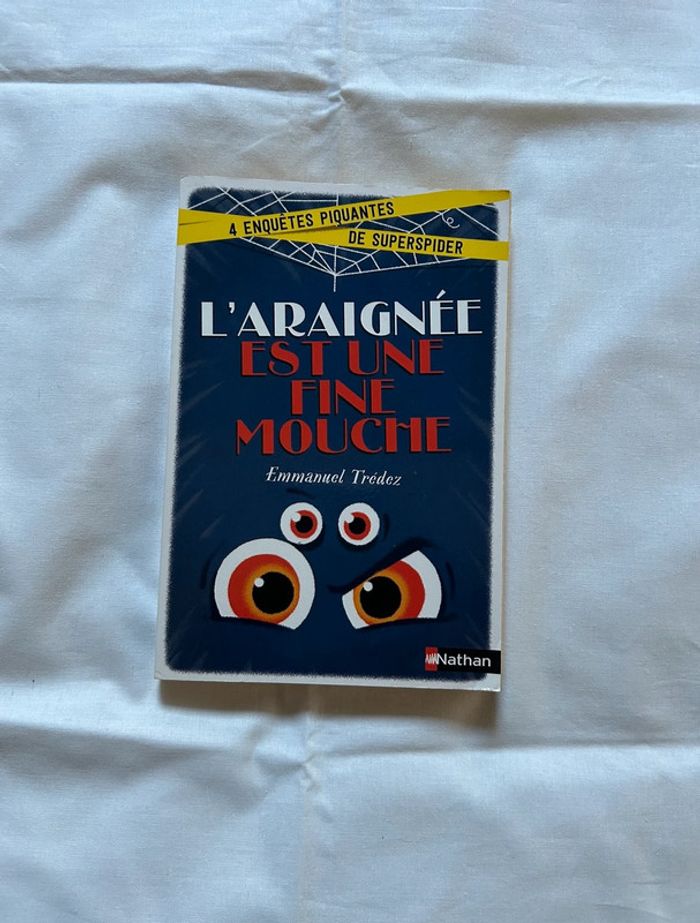 4 ENQUÊTES PIQUANTES
DE SUPERSPIDER
L'ARAIGNÉE
EST UNE
FINE
MOUCHE
Emmanuel Trédez
Nathan